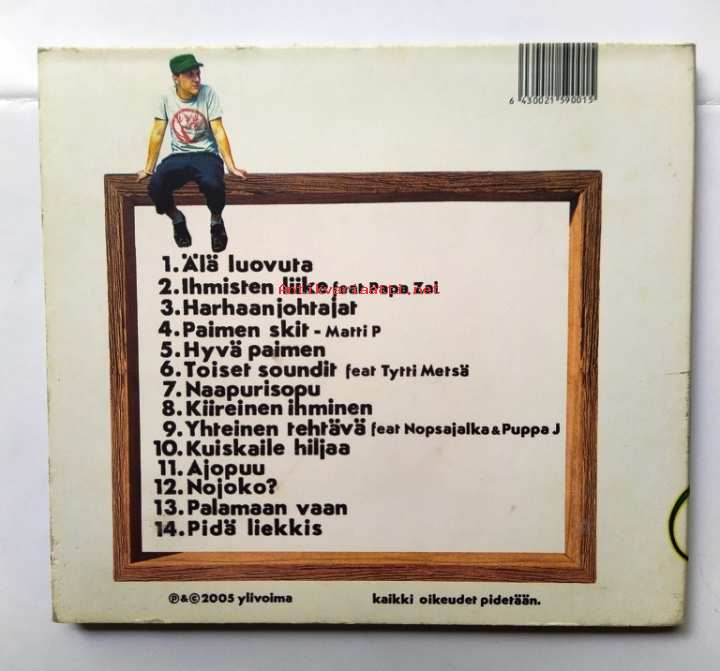 6 430021 590015
1. Älä luovuta
2. Ihmisten feat Papa Zai
Antikvariaatti.net
3. Harhaanjohtajat
4. Paimen skit - Matti P
5. Hyvä paimen
6. Toiset soundit feat Tytti Metsä
7. Naapurisopu
8. Kiireinen ihminen
9. Yhteinen tehtävä feat Nopsajalka & Puppa J
10. Kuiskaile hiljaa
11. Ajopuu
12. Nojoko?
13. Palamaan vaan
14. Pidä liekkis
℗&©2005 ylivoima
kaikki oikeudet pidetään.